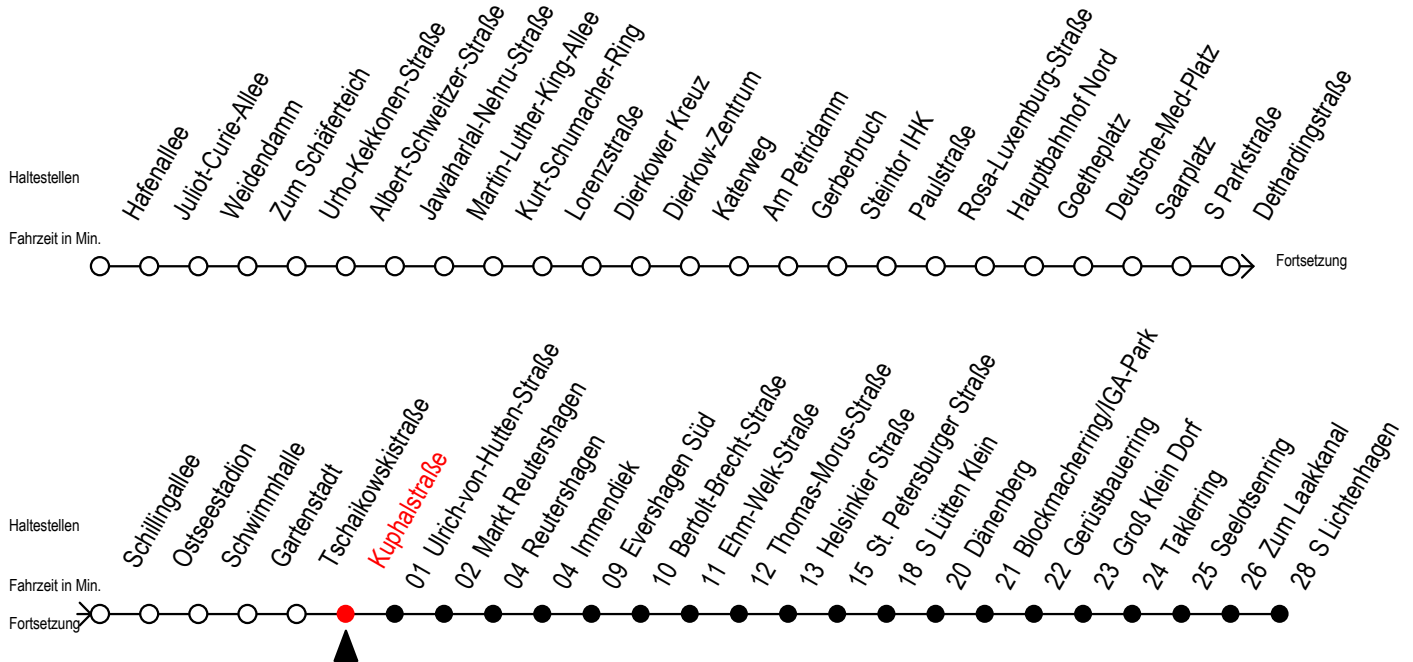 Haltestellen
Hafenallee
Juliot-Curie-Allee
Weidendamm
Zum Schäferteich
Urho-Kekkonen-Straße
Albert-Schweitzer-Straße
Jawaharlal-Nehru-Straße
Martin-Luther-King-Allee
Kurt-Schumacher-Ring
Lorenzstraße
Dierkower Kreuz
Dierkow-Zentrum
Katerweg
Am Petridamm
Gerberbruch
Steintor IHK
Paulstraße
Rosa-Luxemburg-Straße
Hauptbahnhof Nord
Goetheplatz
Deutsche-Med-Platz
Saarplatz
S Parkstraße
Dethardingstraße
Fahrzeit in Min.
Fortsetzung
Haltestellen
Schillingallee
Ostseestadion
Schwimmhalle
Gartenstadt
Tschaikowskistraße
Kuphalstraße
01 Ulrich-von-Hutten-Straße
02 Markt Reutershagen
04 Reutershagen
04 Immendiek
09 Evershagen Süd
10 Bertolt-Brecht-Straße
11 Ehm-Welk-Straße
12 Thomas-Morus-Straße
13 Helsinkier Straße
15 St. Petersburger Straße
18 S Lütten Klein
20 Dänenberg
21 Blockmacherring/IGA-Park
22 Gerüstbauerring
23 Groß Klein Dorf
24 Taklerring
25 Seelotsenring
26 Zum Laakkanal
28 S Lichtenhagen
Fahrzeit in Min.
Fortsetzung